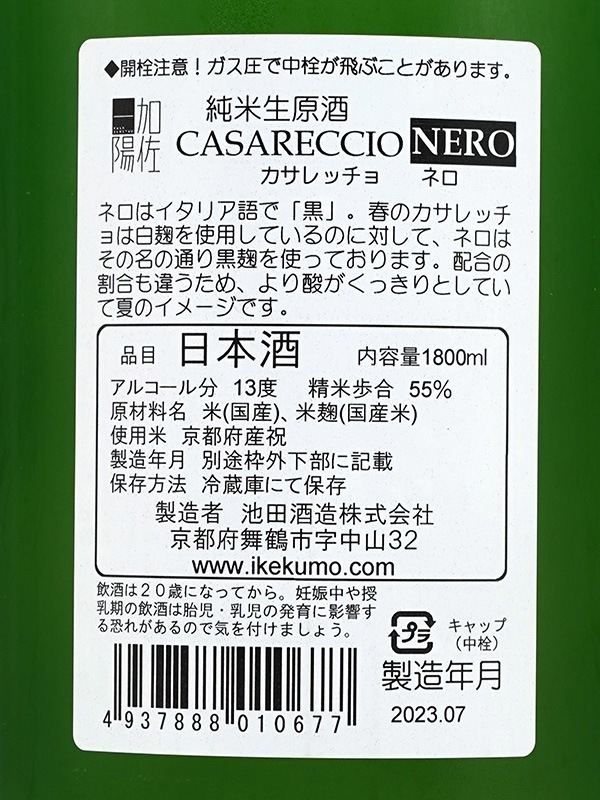 ◆開栓注意！ガス圧で中栓が飛ぶことがあります。
加佐
一陽
純米生原酒
CASARECCIO NERO
カサレッチョ　ネロ
ネロはイタリア語で「黒」。春のカサレッチ
ョは白麹を使用しているのに対して、ネロは
その名の通り黒麹を使っております。配合の
割合も違うため、より酸がくっきりとしてい
て夏のイメージです。
品目 日本酒 内容量1800ml
アルコール分 13度 精米歩合 55%
原材料名 米(国産)、米麹(国産米)
使用米 京都府産祝
製造年月 別途枠外下部に記載
保存方法 冷蔵庫にて保存
製造者 池田酒造株式会社
京都府舞鶴市字中山32
www.ikekumo.com
飲酒は２０歳になってから。妊娠中や授
乳期の飲酒は胎児・乳児の発育に影響す
る恐れがあるので気を付けましょう。
プラ
キャップ
（中栓）
製造年月
2023.07
4 937888 010677